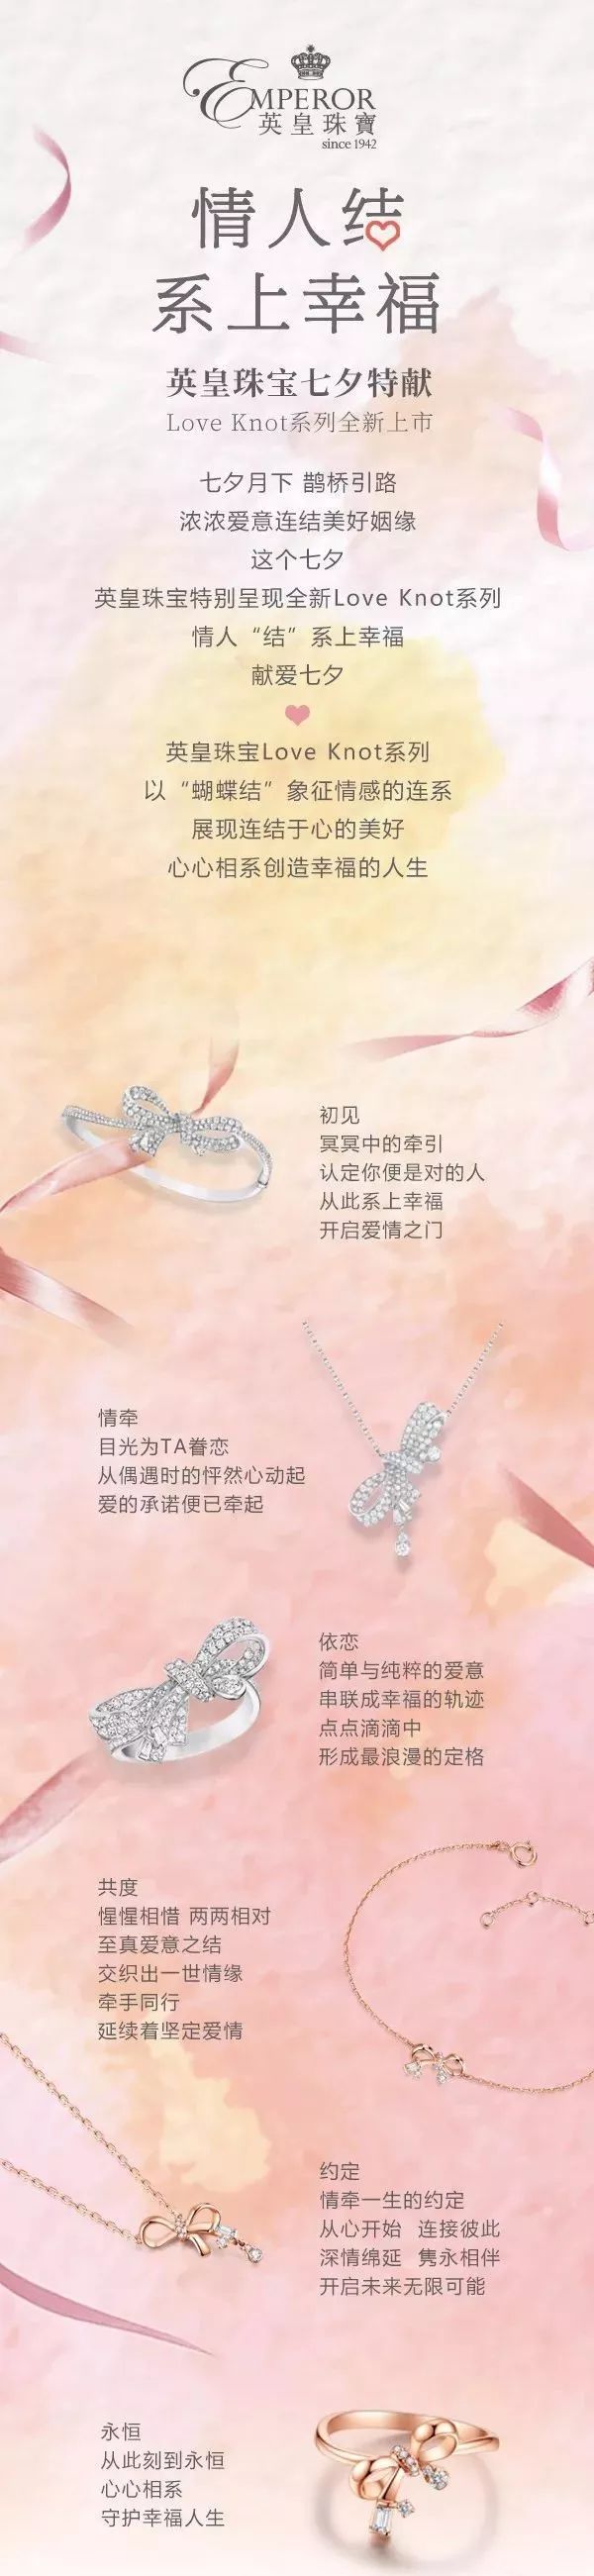 EMPEROR
英皇珠寶
since 1942
情人结
系上幸福
英皇珠宝七夕特献
Love Knot系列全新上市
七夕月下 鹊桥引路
浓浓爱意连结美好姻缘
这个七夕
英皇珠宝特别呈现全新Love Knot系列
情人“结”系上幸福
献爱七夕
英皇珠宝Love Knot系列
以“蝴蝶结”象征情感的连系
展现连结于心的美好
心心相系创造幸福的人生
初见
冥冥中的牵引
认定你便是对的人
从此系上幸福
开启爱情之门
情牵
目光为TA眷恋
从偶遇时的怦然心动起
爱的承诺便已牵起
依恋
简单与纯粹的爱意
串联成幸福的轨迹
点点滴滴中
形成最浪漫的定格
共度
惺惺相惜 两两相对
至真爱意之结
交织出一世情缘
牵手同行
延续着坚定爱情
约定
情牵一生的约定
从心开始 连接彼此
深情绵延 隽永相伴
开启未来无限可能
永恒
从此刻到永恒
心心相系
守护幸福人生